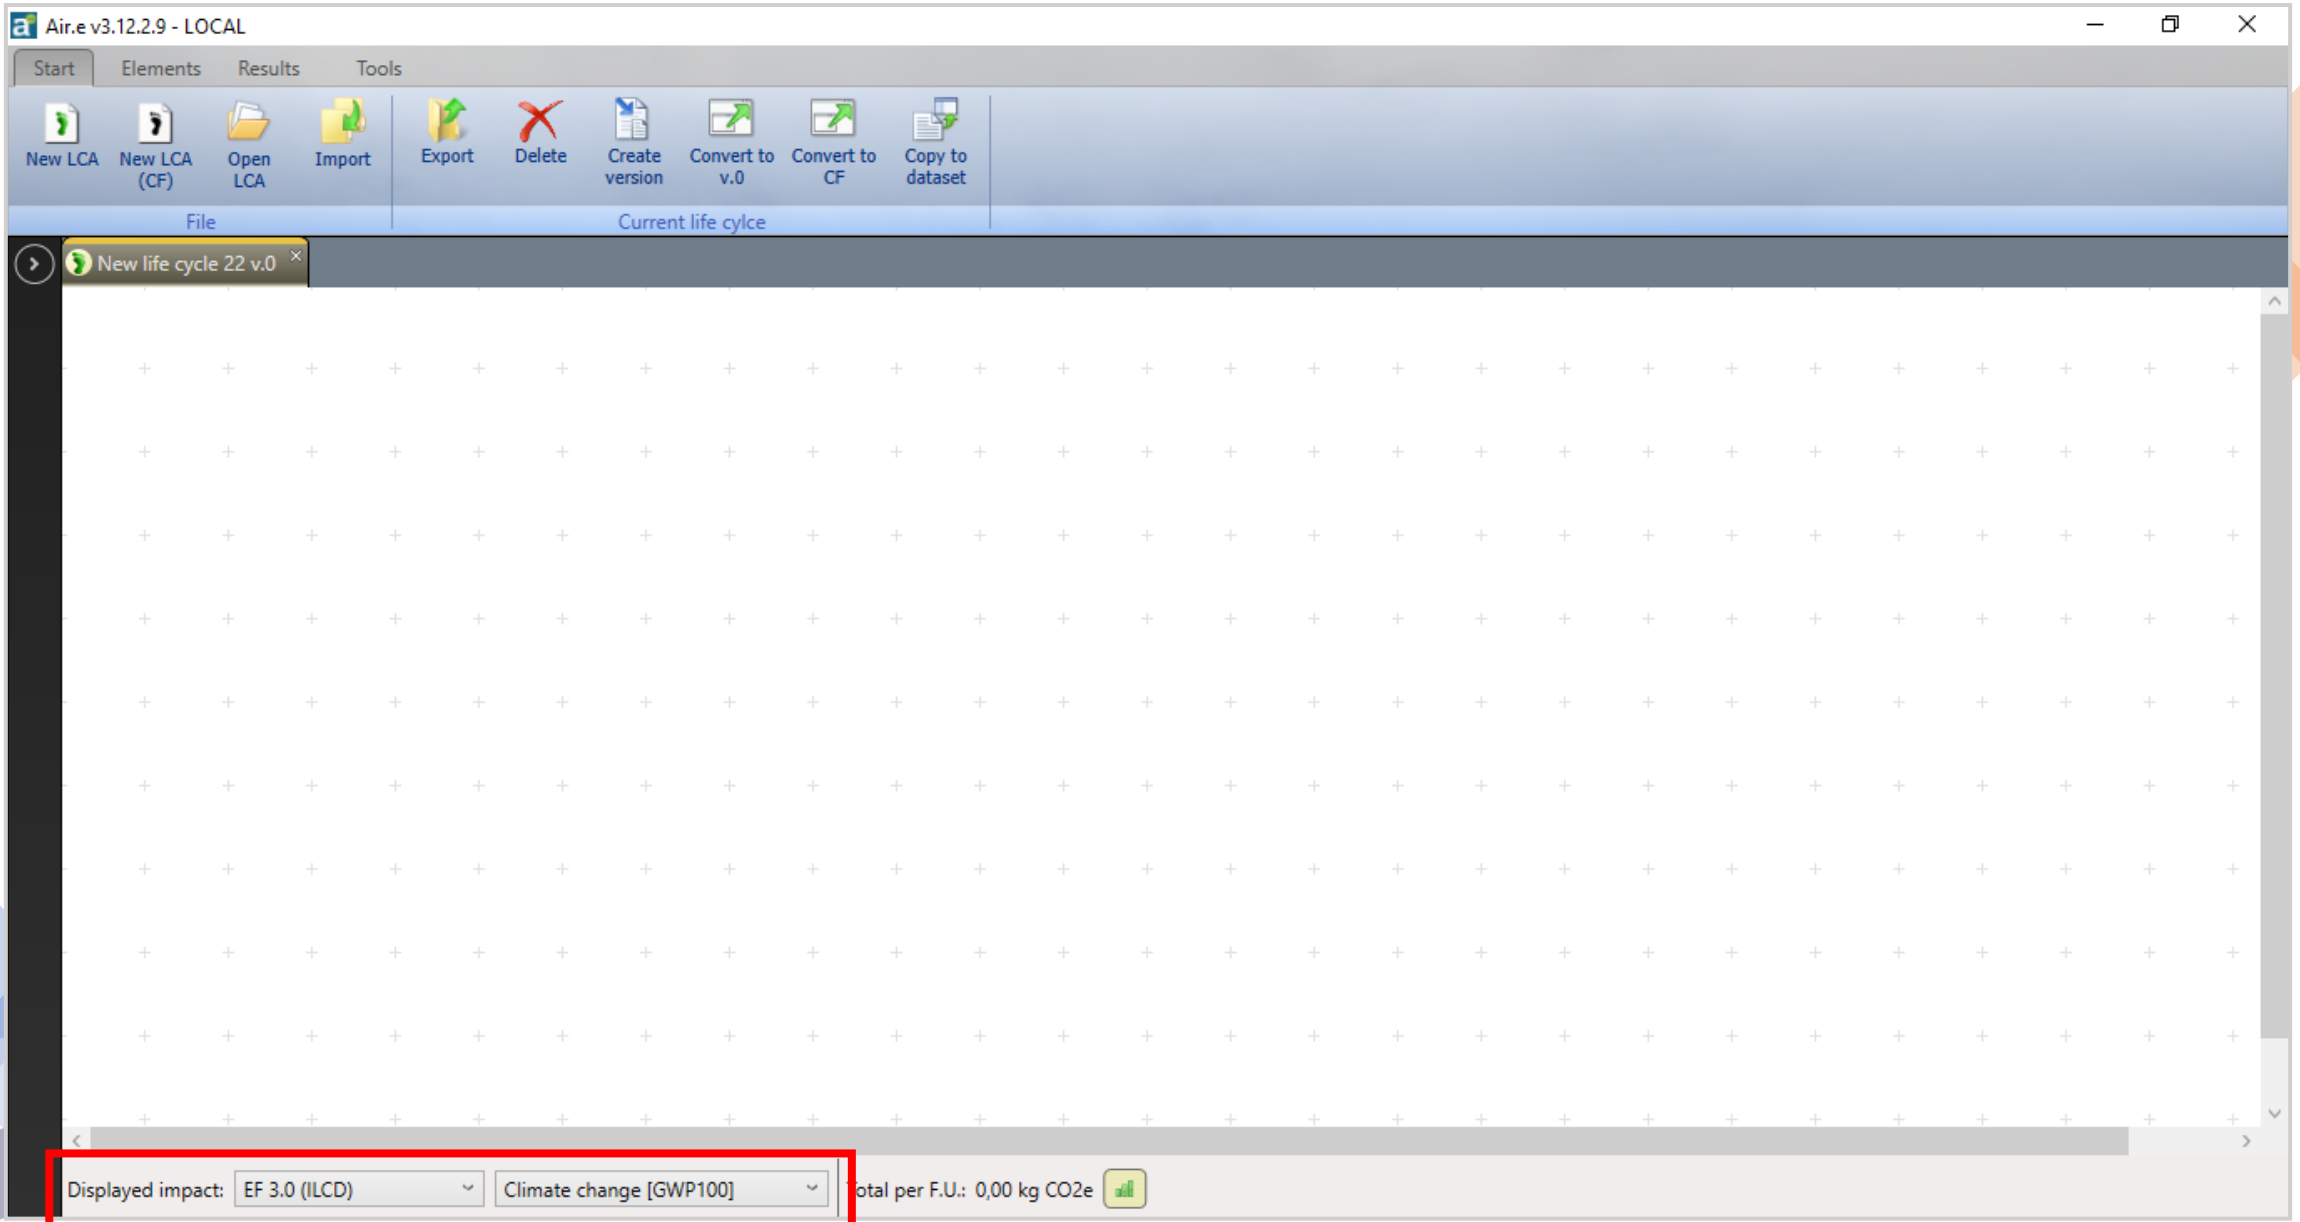 Air.e v3.12.2.9 - LOCAL
Start Elements Results Tools
New LCA New LCA (CF) Open LCA Import Export Delete Create version Convert to v.0 Convert to CF Copy to dataset
File Current life cylce
New life cycle 22 v.0
Displayed impact: EF 3.0 (ILCD) Climate change [GWP100] Total per F.U.: 0,00 kg CO2e